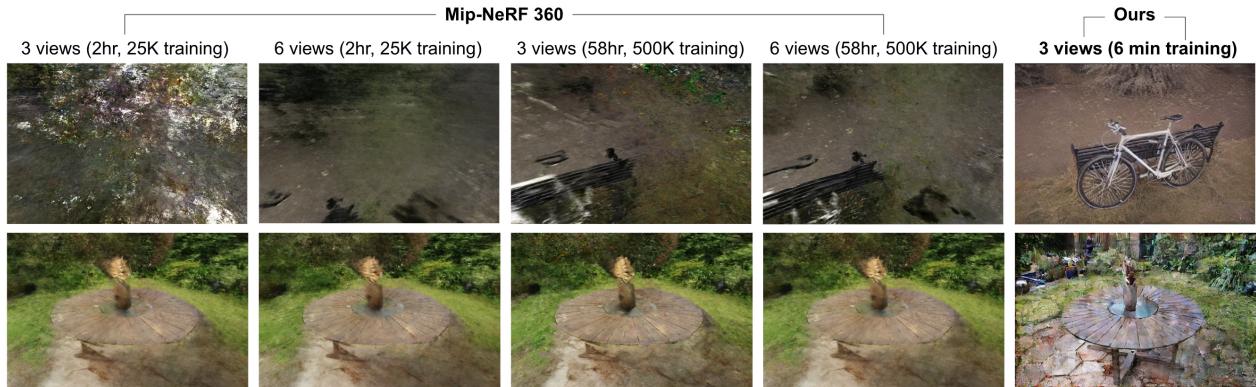 Mip-NeRF 360
Ours
3 views (2hr, 25K training)
6 views (2hr, 25K training)
3 views (58hr, 500K training)
6 views (58hr, 500K training)
3 views (6 min training)